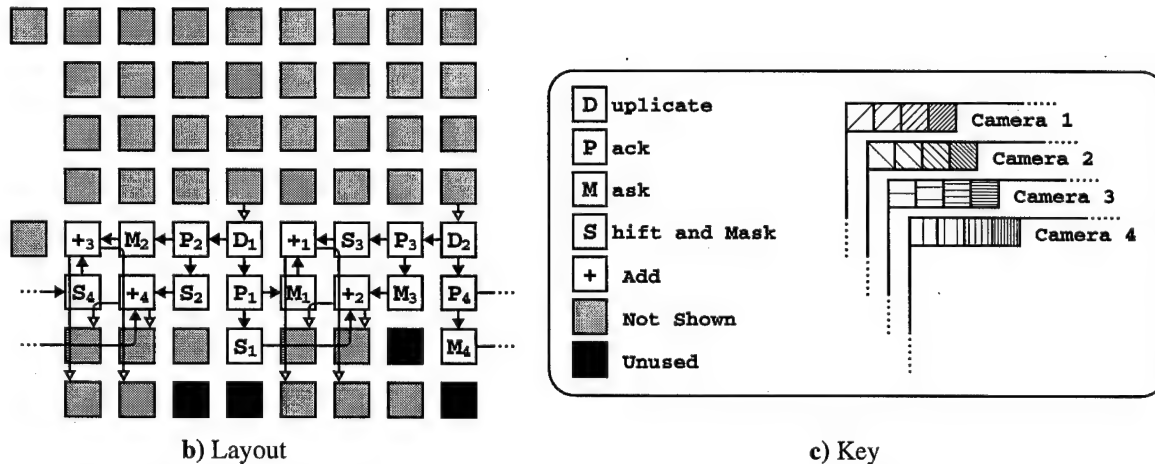 +3 M2 P2 D1 +1 S3 P3 D2
S4 +4 S2 P1 M1 +2 M3 P4
S1 M4
b) Layout
D uplicate
P ack
M ask
S hift and Mask
+ Add
Not Shown
Unused
Camera 1
Camera 2
Camera 3
Camera 4
c) Key